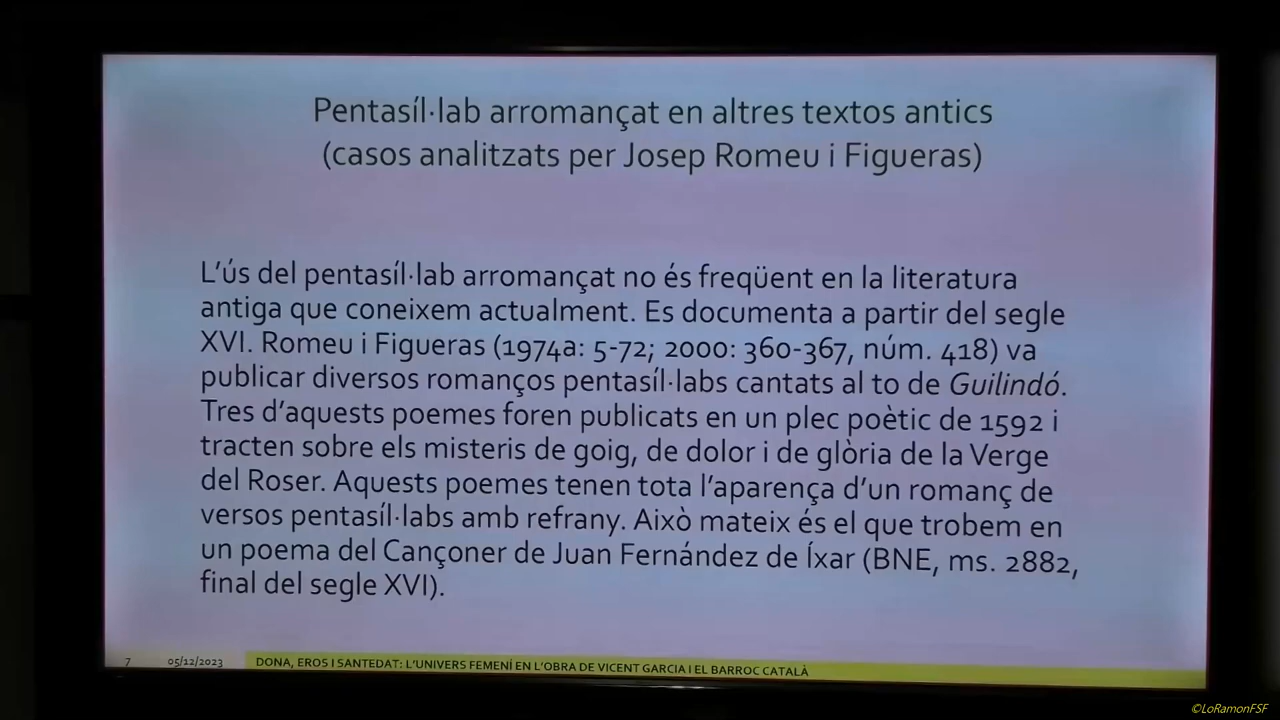 Pentasíl·lab arromançat en altres textos antics
(casos analitzats per Josep Romeu i Figueras)
L'ús del pentasíl·lab arromançat no és freqüent en la literatura
antiga que coneixem actualment. Es documenta a partir del segle
XVI. Romeu i Figueras (1974a: 5-72; 2000: 360-367, núm. 418) va
publicar diversos romanços pentasíl·labs cantats al to de Guilindó.
Tres d'aquests poemes foren publicats en un plec poètic de 1592 i
tracten sobre els misteris de goig, de dolor i de glòria de la Verge
del Roser. Aquests poemes tenen tota l'aparença d'un romanç de
versos pentasíl·labs amb refrany. Això mateix és el que trobem en
un poema del Cançoner de Juan Fernández de Íxar (BNE, ms. 2882,
final del segle XVI).
7 05/12/2023 DONA, EROS I SANTEDAT: L'UNIVERS FEMENÍ EN L'OBRA DE VICENT GARCIA I EL BARROC CATALÀ
©LoRamonFSF